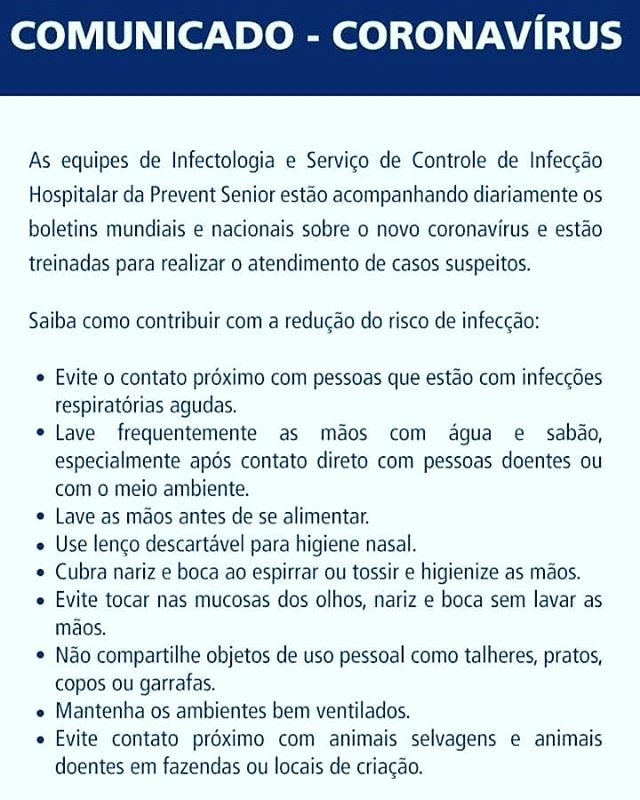 COMUNICADO - CORONAVÍRUS
As equipes de Infectologia e Serviço de Controle de Infecção
Hospitalar da Prevent Senior estão acompanhando diariamente os
boletins mundiais e nacionais sobre o novo coronavírus e estão
treinadas para realizar o atendimento de casos suspeitos.
Saiba como contribuir com a redução do risco de infecção:
• Evite o contato próximo com pessoas que estão com infecções
respiratórias agudas.
• Lave frequentemente as mãos com água e sabão,
especialmente após contato direto com pessoas doentes ou
com o meio ambiente.
• Lave as mãos antes de se alimentar.
• Use lenço descartável para higiene nasal.
• Cubra nariz e boca ao espirrar ou tossir e higienize as mãos.
• Evite tocar nas mucosas dos olhos, nariz e boca sem lavar as
mãos.
• Não compartilhe objetos de uso pessoal como talheres, pratos,
copos ou garrafas.
• Mantenha os ambientes bem ventilados.
• Evite contato próximo com animais selvagens e animais
doentes em fazendas ou locais de criação.